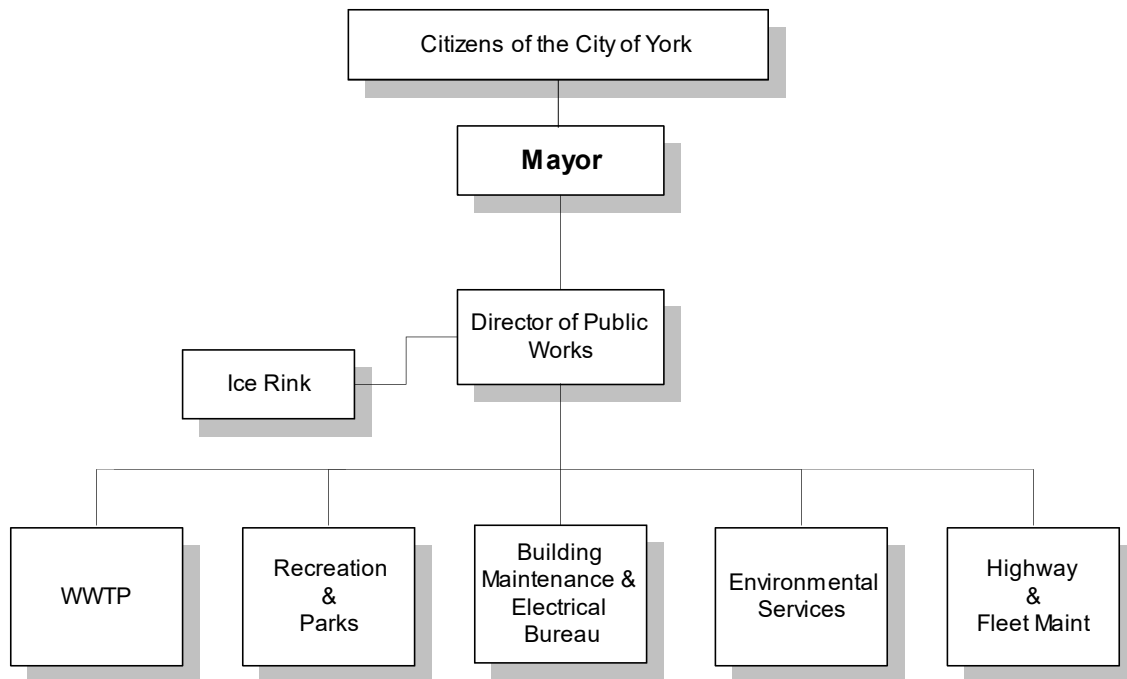 Citizens of the City of York
Mayor
Director of Public
Works
Ice Rink
WWTP
Recreation
&
Parks
Building
Maintenance &
Electrical
Bureau
Environmental
Services
Highway
&
Fleet Maint